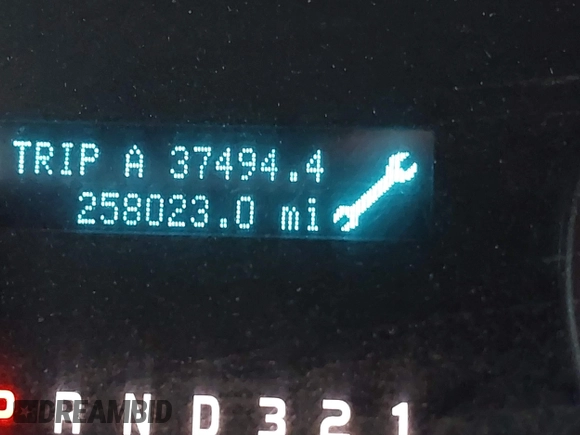 TRIP A 37494.4
258023.0 mi
P R N D 3 2 1
DREAMBID